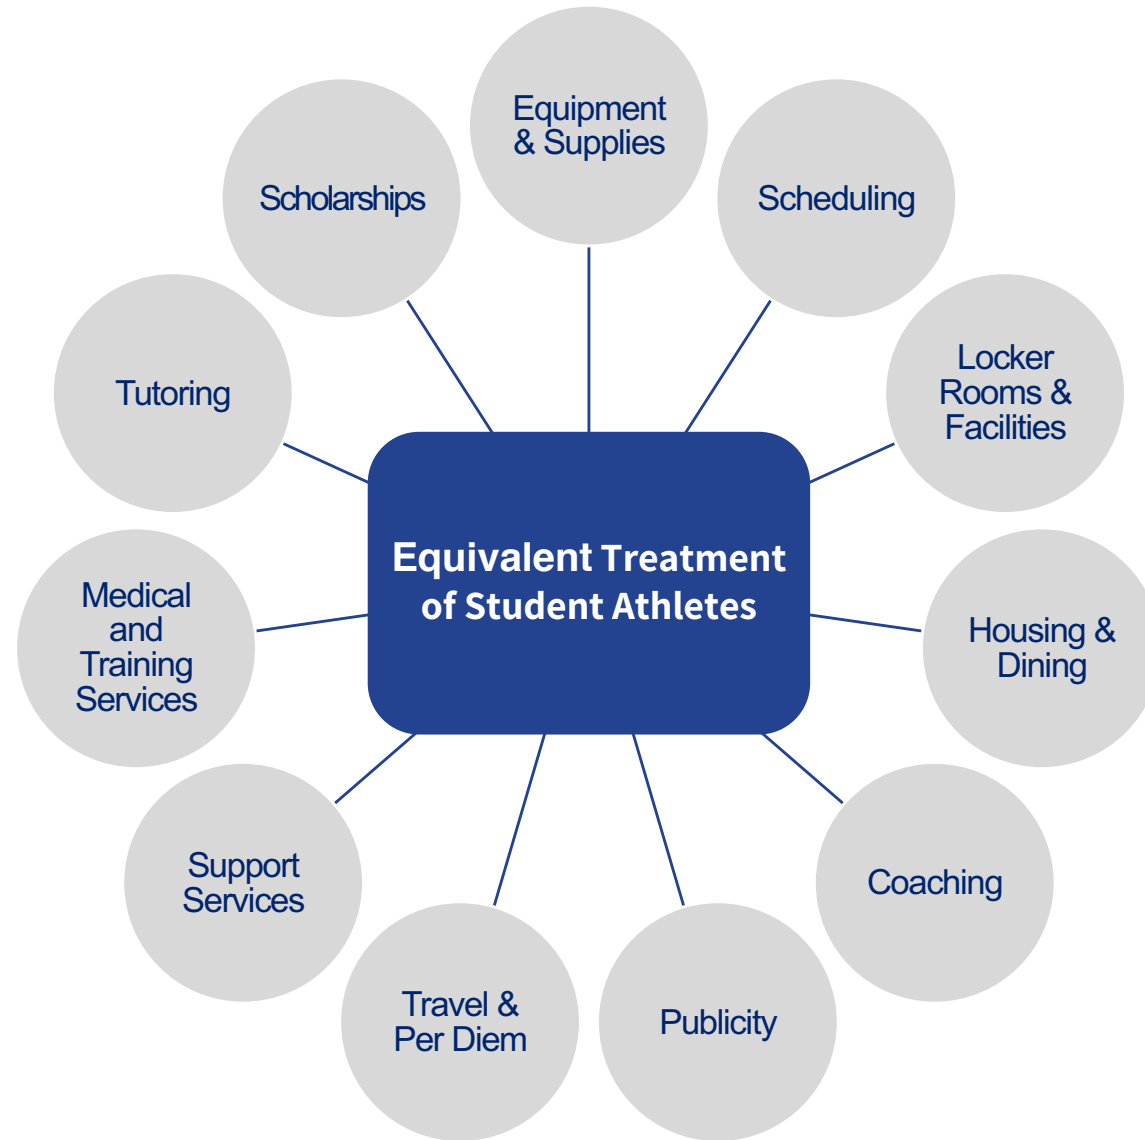 Equipment
& Supplies
Scheduling
Locker
Rooms &
Facilities
Housing &
Dining
Coaching
Publicity
Travel &
Per Diem
Support
Services
Medical
and
Training
Services
Tutoring
Scholarships
Equivalent Treatment
of Student Athletes